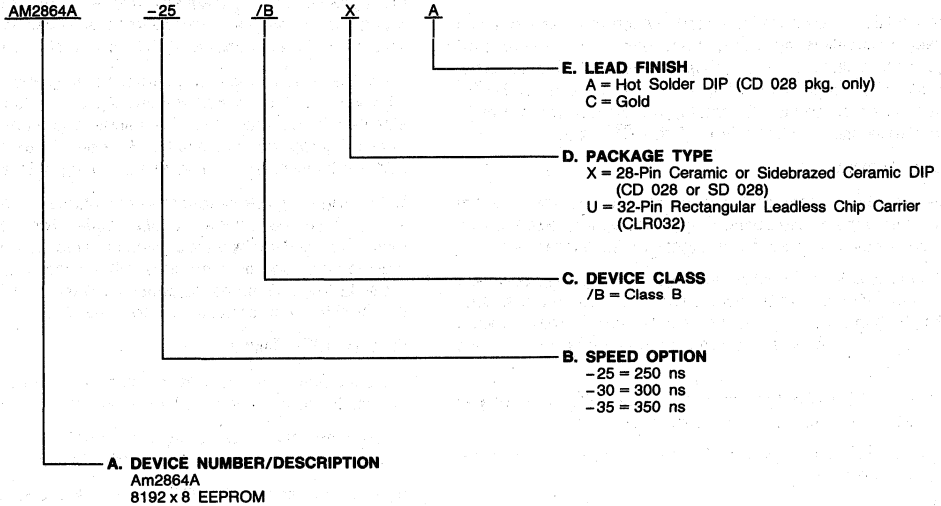 AM2864A -25 /B X A
E. LEAD FINISH
A = Hot Solder DIP (CD 028 pkg. only)
C = Gold
D. PACKAGE TYPE
X = 28-Pin Ceramic or Sidebrazed Ceramic DIP
(CD 028 or SD 028)
U = 32-Pin Rectangular Leadless Chip Carrier
(CLR032)
C. DEVICE CLASS
/B = Class B
B. SPEED OPTION
-25 = 250 ns
-30 = 300 ns
-35 = 350 ns
A. DEVICE NUMBER/DESCRIPTION
Am2864A
8192 x 8 EEPROM